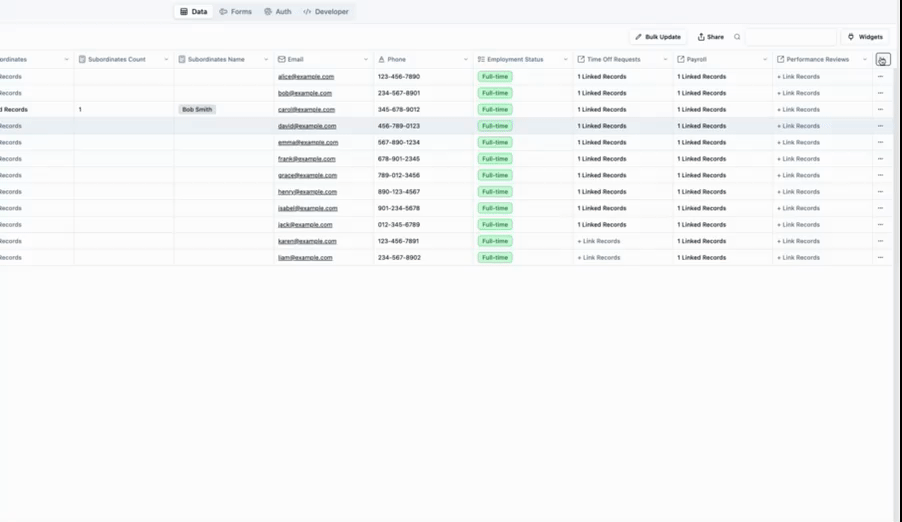 Data Forms Auth Developer
Bulk Update Share Widgets
ordinates Subordinates Count Subordinates Name Email Phone Employment Status Time Off Requests Payroll Performance Reviews
Records alice@example.com 123-456-7890 Full-time 1 Linked Records 1 Linked Records + Link Records
Records bob@example.com 234-567-8901 Full-time 1 Linked Records 1 Linked Records + Link Records
d Records 1 Bob Smith carol@example.com 345-678-9012 Full-time 1 Linked Records 1 Linked Records + Link Records
Records david@example.com 456-789-0123 Full-time 1 Linked Records 1 Linked Records + Link Records
Records emma@example.com 567-890-1234 Full-time 1 Linked Records 1 Linked Records + Link Records
Records frank@example.com 678-901-2345 Full-time 1 Linked Records 1 Linked Records + Link Records
Records grace@example.com 789-012-3456 Full-time 1 Linked Records 1 Linked Records + Link Records
Records henry@example.com 890-123-4567 Full-time 1 Linked Records 1 Linked Records + Link Records
Records isabel@example.com 901-234-5678 Full-time 1 Linked Records 1 Linked Records + Link Records
Records jack@example.com 012-345-6789 Full-time 1 Linked Records 1 Linked Records + Link Records
Records karen@example.com 123-456-7891 Full-time + Link Records 1 Linked Records + Link Records
Records liam@example.com 234-567-8902 Full-time + Link Records 1 Linked Records + Link Records